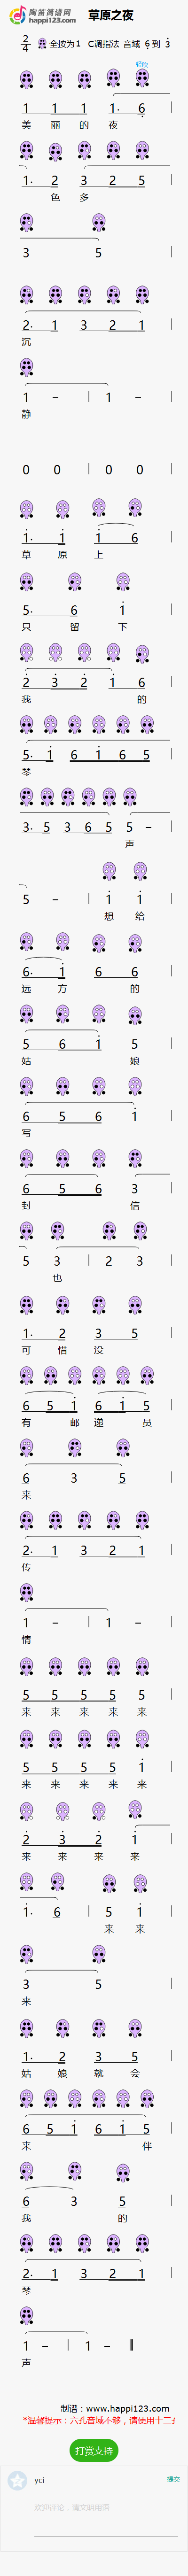 陶笛简谱网
happi123.com
草原之夜
2/4 全按为1 C调指法 音域 6 到 3
轻吹
1 1 1 1· 6
美 丽 的 夜
1· 2 3 2 5
色 多
3 5
2· 1 3 2 1
沉
1 - | 1 - |
静
0 0 | 0 0 |
1· 1 1 6
草 原 上
5· 6 1
只 留 下
2 3 2 1 6
我 的
5· 1 6 1 6 5
琴
3· 5 3 6 5 5 -
声
5 - | 1 1
想 给
6· 1 6 6
远 方 的
5 6 1 5
姑 娘
6 5 6 1
写
6 5 6 3
封 信
5 3 | 2 3
也
1· 2 3 5
可 惜 没
6 5 1 6 1 5
有 邮 递 员
6 3 5
来
2· 1 3 2 1
传
1 - | 1 - |
情
5 5 5 5 5
来 来 来 来 来
5 5 5 5 1
来 来 来 来 来
2 3 2 1
来 来 来 来
1· 6 | 5 1
来 来
3 5
来
1· 2 3 5
姑 娘 就 会
6 5 1 6 1 5
来 伴
6 3 5
我 的
2· 1 3 2 1
琴
1 - | 1 - ‖
声
制谱：www.happi123.com
*温馨提示：六孔音域不够，请使用十二孔
打赏支持
yci 提交
欢迎评论，请文明用语